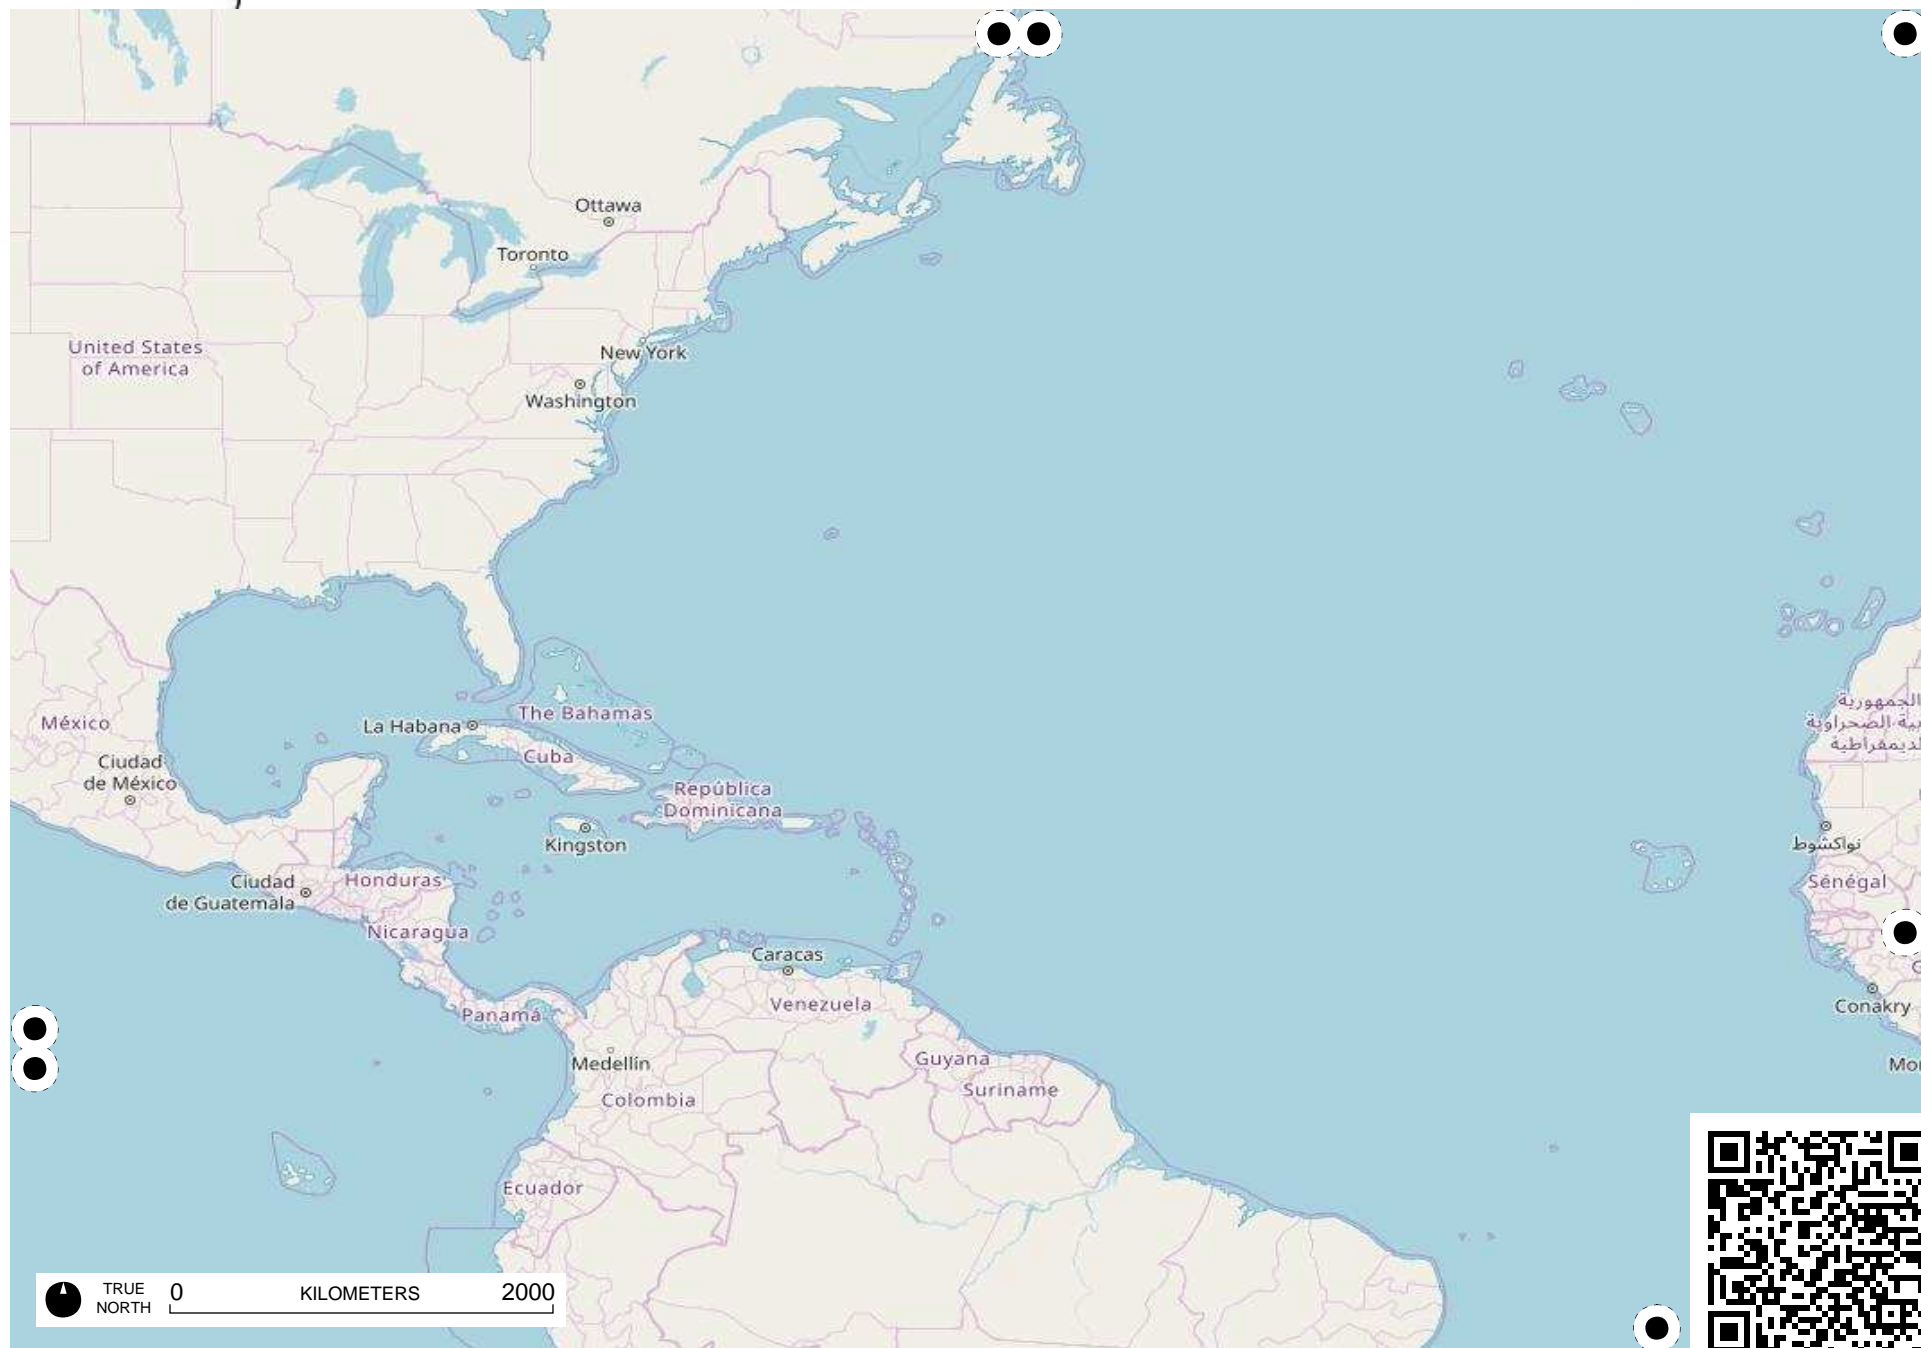 Ottawa
Toronto
United States
of America
New York
Washington
México
La Habana
The Bahamas
Cuba
Ciudad
de México
República
Dominicana
Kingston
Ciudad
de Guatemala
Honduras
Nicaragua
Caracas
Venezuela
Panamá
Medellín
Colombia
Guyana
Suriname
Ecuador
نواكشوط
Sénégal
Conakry
TRUE
NORTH
0 KILOMETERS 2000